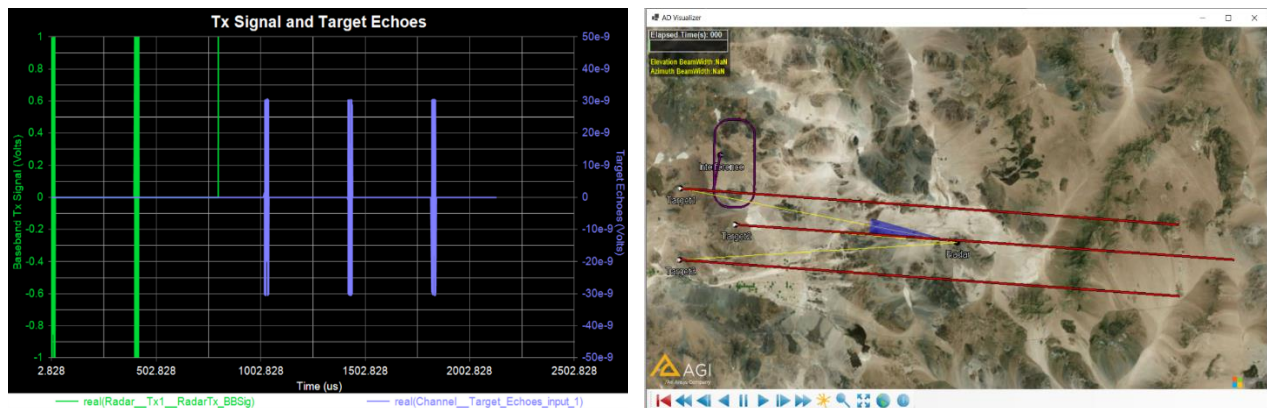 Tx Signal and Target Echoes
Baseband Tx Signal (Volts)
1
0.8
0.6
0.4
0.2
0
-0.2
-0.4
-0.6
-0.8
-1
50e-9
40e-9
30e-9
20e-9
10e-9
0
-10e-9
-20e-9
-30e-9
-40e-9
-50e-9
Target Echoes (Volts)
2.828
502.828
1002.828
1502.828
2002.828
2502.828
Time (us)
real(Radar__Tx1__RadarTx_BBSig)
real(Channel__Target_Echoes_input_1)
AD Visualizer
Elapsed Time(s): 000
Elevation BeamWidth:NaN
Azimuth BeamWidth:NaN
Interference
Target1
Target2
Radar
AGI